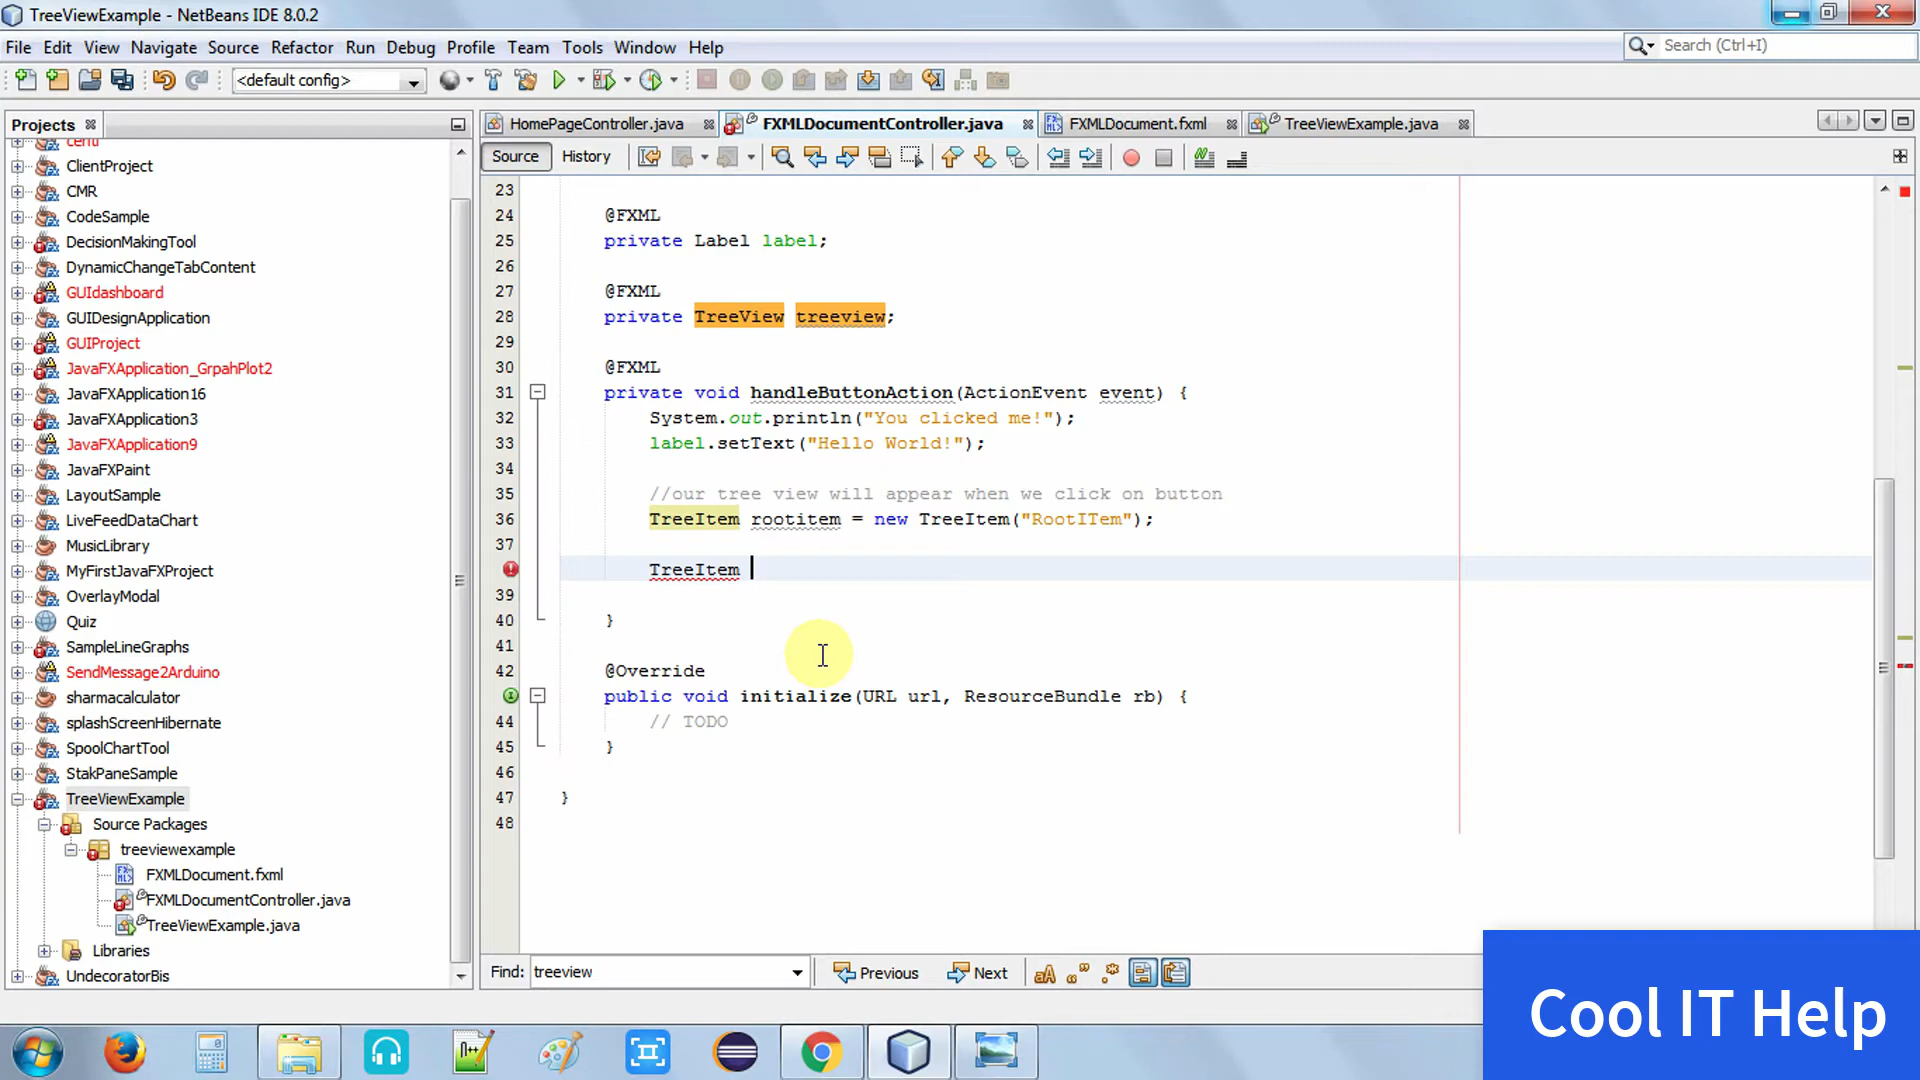 TreeViewExample - NetBeans IDE 8.0.2
File Edit View Navigate Source Refactor Run Debug Profile Team Tools Window Help
Search (Ctrl+I)
<default config>
Projects
HomePageController.java FXMLDocumentController.java FXMLDocument.fxml TreeViewExample.java
Source History
ClientProject
CMR
CodeSample
DecisionMakingTool
DynamicChangeTabContent
GUIdashboard
GUIDesignApplication
GUIProject
JavaFXApplication_GrpahPlot2
JavaFXApplication16
JavaFXApplication3
JavaFXApplication9
JavaFXPaint
LayoutSample
LiveFeedDataChart
MusicLibrary
MyFirstJavaFXProject
OverlayModal
Quiz
SampleLineGraphs
SendMessage2Arduino
sharmacalculator
splashScreenHibernate
SpoolChartTool
StakPaneSample
TreeViewExample
Source Packages
treeviewexample
FXMLDocument.fxml
FXMLDocumentController.java
TreeViewExample.java
Libraries
UndecoratorBis
23
24 @FXML
25 private Label label;
26
27 @FXML
28 private TreeView treeview;
29
30 @FXML
31 private void handleButtonAction(ActionEvent event) {
32 System.out.println("You clicked me!");
33 label.setText("Hello World!");
34
35 //our tree view will appear when we click on button
36 TreeItem rootitem = new TreeItem("RootITem");
37
TreeItem
39
40 }
41
42 @Override
public void initialize(URL url, ResourceBundle rb) {
44 // TODO
45 }
46
47 }
48
Find: treeview Previous Next
Cool IT Help